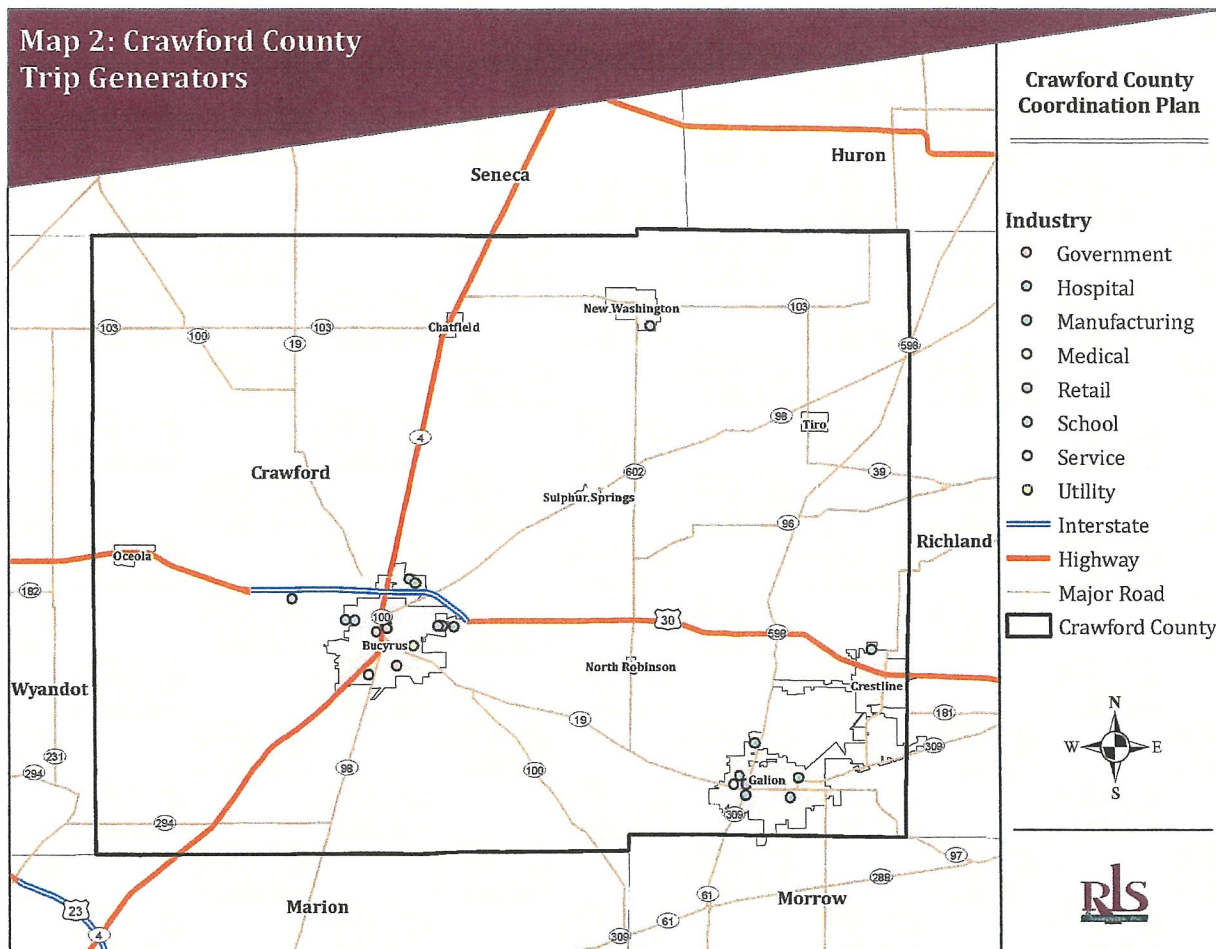 Map 2: Crawford County
Trip Generators
Crawford County
Coordination Plan
Huron
Seneca
Industry
Government
Hospital
Manufacturing
Medical
Retail
School
Service
Utility
Interstate
Highway
Major Road
Crawford County
New Washington
103
103
100
103
19
Chatfield
598
4
98
Tiro
Crawford
602
39
Sulphur Springs
96
Richland
Oceola
182
100
30
598
Bucyrus
North Robinson
Crestline
Wyandot
19
181
309
231
294
98
100
Galion
309
294
97
288
61
61
309
Marion
Morrow
23
4
N
W
E
S
RLS